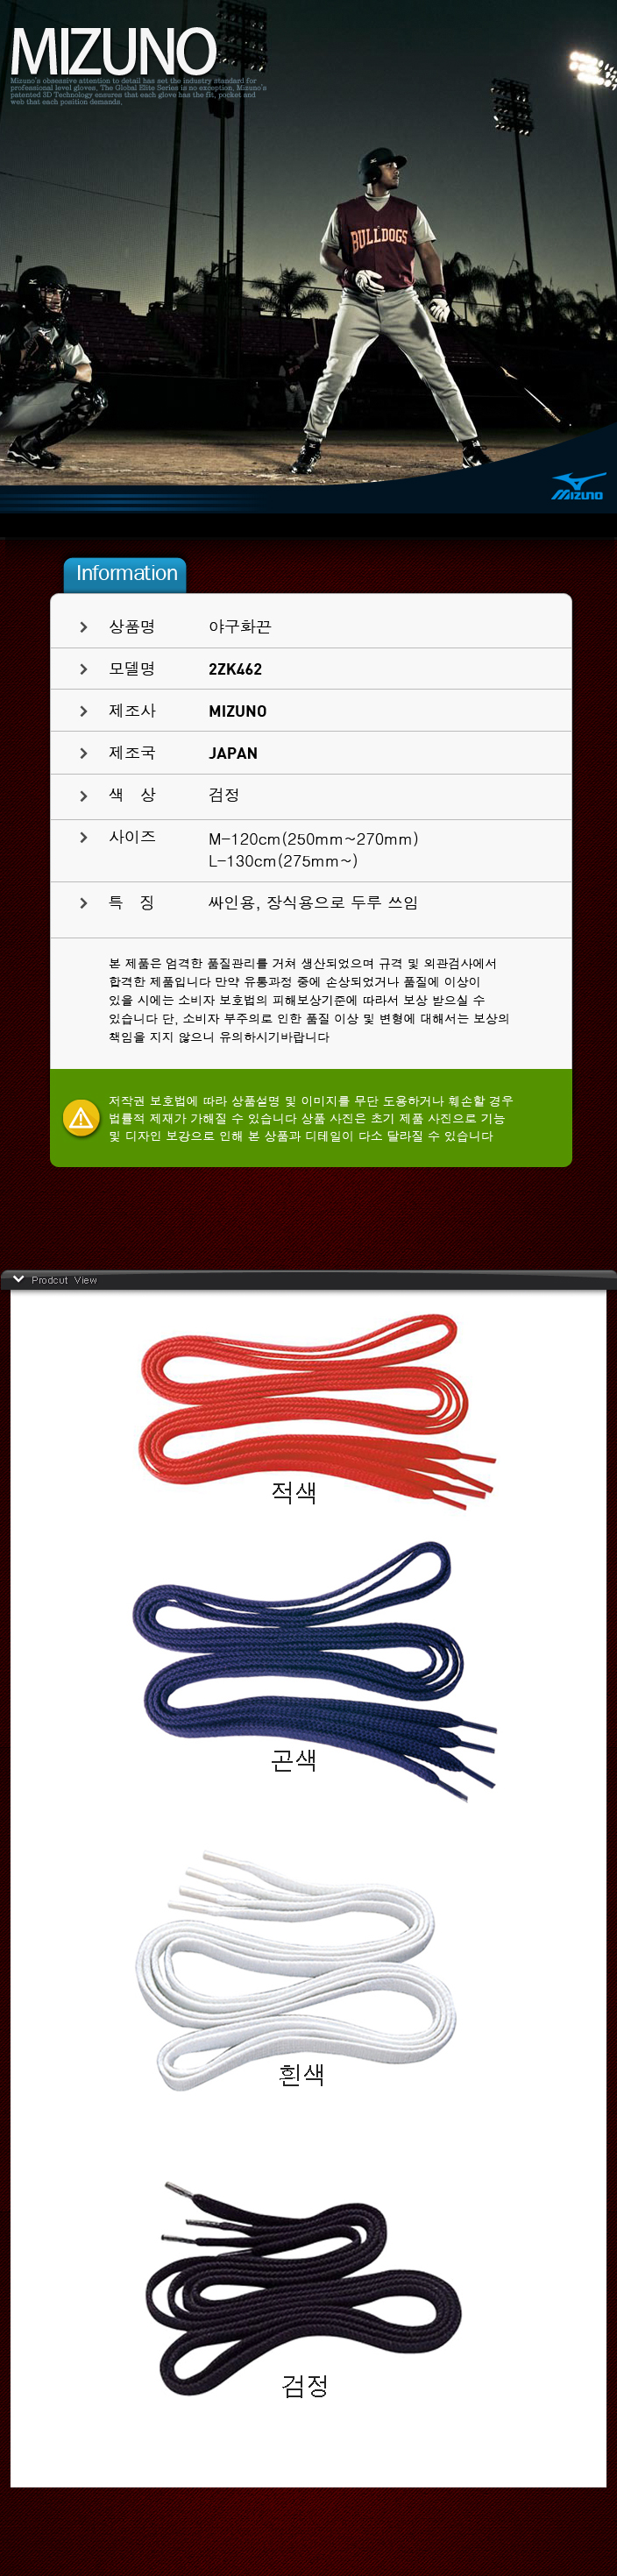 MIZUNO
Mizuno's obsessive attention to detail has set the industry standard for
professional level gloves. The Global Elite Series is no exception. Mizuno's
patented 3D Technology ensures that each glove has the fit, pocket and
web that each position demands.
BULLDOGS
MIZUNO
Information
상품명 야구화끈
모델명 2ZK462
제조사 MIZUNO
제조국 JAPAN
색 상 검정
사이즈 M-120cm(250mm~270mm)
L-130cm(275mm~)
특 징 싸인용, 장식용으로 두루 쓰임
본 제품은 엄격한 품질관리를 거쳐 생산되었으며 규격 및 외관검사에서
합격한 제품입니다 만약 유통과정 중에 손상되었거나 품질에 이상이
있을 시에는 소비자 보호법의 피해보상기준에 따라서 보상 받으실 수
있습니다 단, 소비자 부주의로 인한 품질 이상 및 변형에 대해서는 보상의
책임을 지지 않으니 유의하시기바랍니다
저작권 보호법에 따라 상품설명 및 이미지를 무단 도용하거나 훼손할 경우
법률적 제재가 가해질 수 있습니다 상품 사진은 초기 제품 사진으로 기능
및 디자인 보강으로 인해 본 상품과 디테일이 다소 달라질 수 있습니다
Prodcut View
적색
곤색
흰색
검정